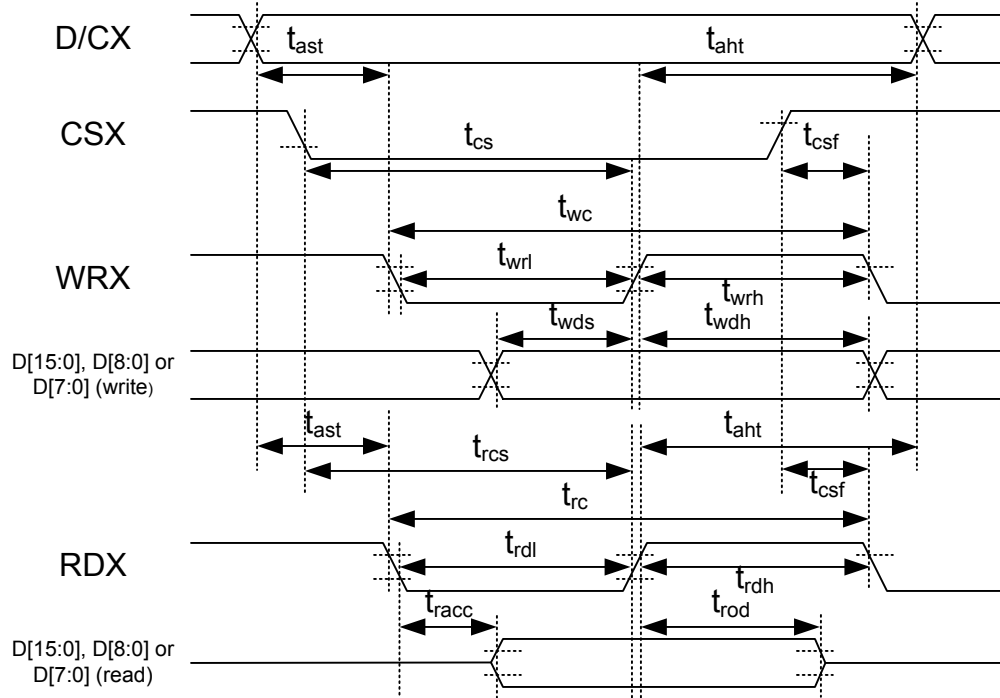 D/CX
tast
taht
CSX
tcs
tcsf
twc
WRX
twrl
twrh
twds
twdh
D[15:0], D[8:0] or
D[7:0] (write)
tast
taht
trcs
tcsf
trc
RDX
trdl
trdh
tracc
trod
D[15:0], D[8:0] or
D[7:0] (read)